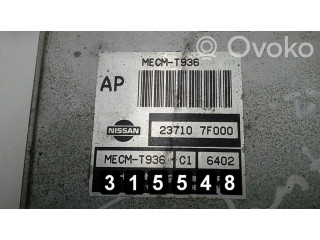 Ovoko
MECM-T936
AP
NISSAN
23710 7F000
MECM-T936 C1 6402
315548